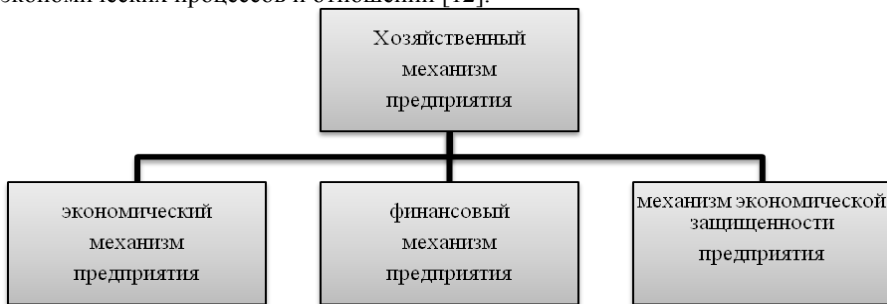 экономических процессов и отношений [12].
Хозяйственный
механизм
предприятия
экономический
механизм
предприятия
финансовый
механизм
предприятия
механизм экономической
защищенности
предприятия